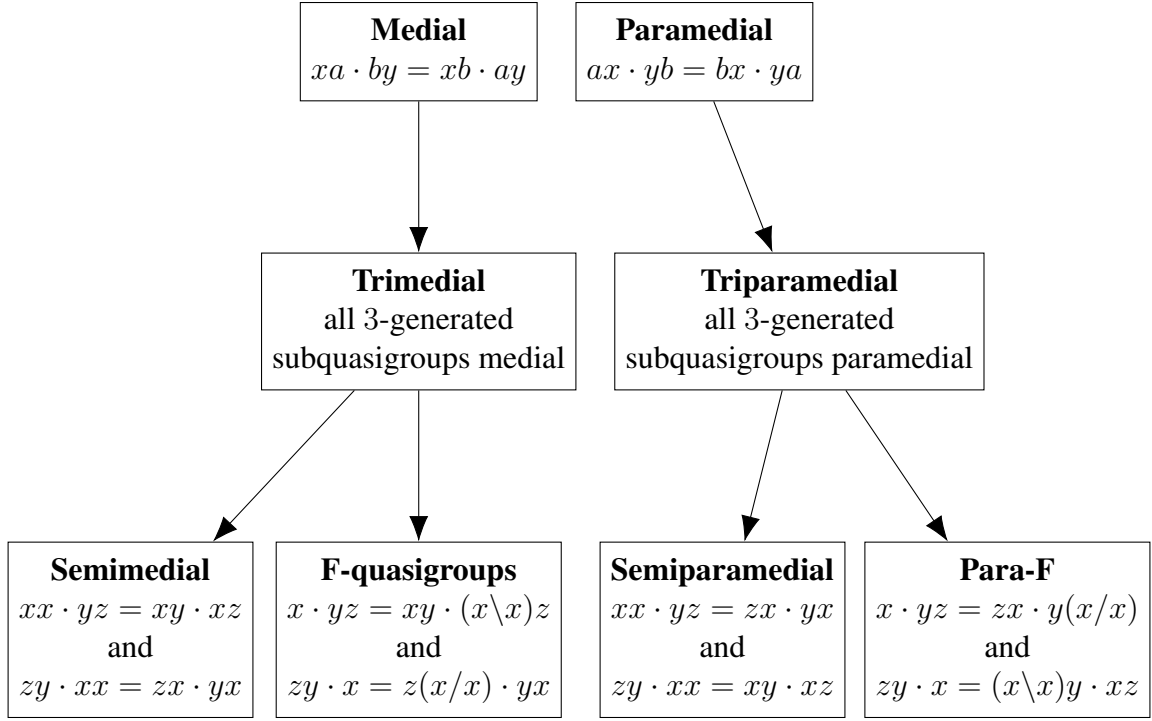 Medial
xa · by = xb · ay
Paramedial
ax · yb = bx · ya
Trimedial
all 3-generated
subquasigroups medial
Triparamedial
all 3-generated
subquasigroups paramedial
Semimedial
xx · yz = xy · xz
and
zy · xx = zx · yx
F-quasigroups
x · yz = xy · (x\x)z
and
zy · x = z(x/x) · yx
Semiparamedial
xx · yz = zx · yx
and
zy · xx = xy · xz
Para-F
x · yz = zx · y(x/x)
and
zy · x = (x\x)y · xz